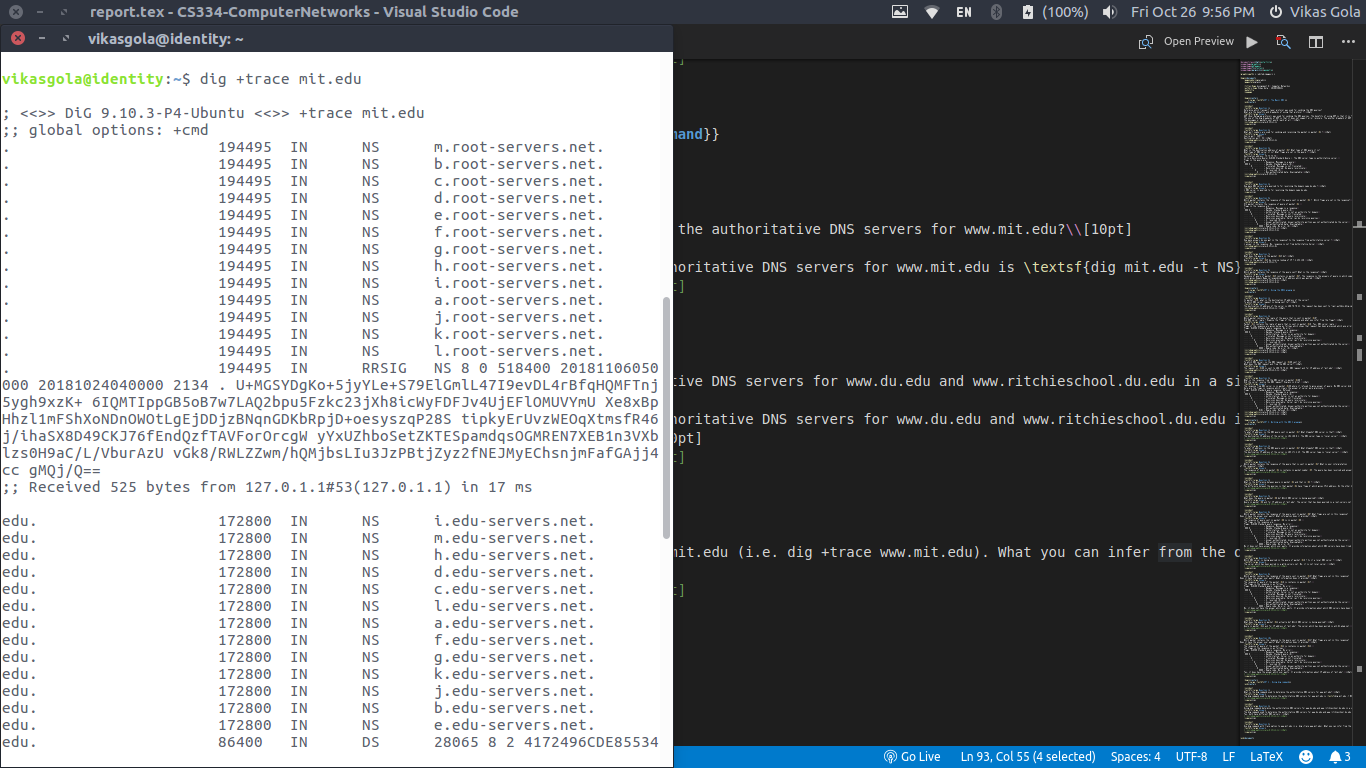 report.tex - CS334-ComputerNetworks - Visual Studio Code
EN
(100%)
Fri Oct 26 9:56 PM
Vikas Gola
vikasgola@identity: ~
Open Preview
vikasgola@identity:~$ dig +trace mit.edu
; <<>> DiG 9.10.3-P4-Ubuntu <<>> +trace mit.edu
;; global options: +cmd
. 194495 IN NS m.root-servers.net.
. 194495 IN NS b.root-servers.net.
. 194495 IN NS c.root-servers.net.
. 194495 IN NS d.root-servers.net.
. 194495 IN NS e.root-servers.net.
. 194495 IN NS f.root-servers.net.
. 194495 IN NS g.root-servers.net.
. 194495 IN NS h.root-servers.net.
. 194495 IN NS i.root-servers.net.
. 194495 IN NS a.root-servers.net.
. 194495 IN NS j.root-servers.net.
. 194495 IN NS k.root-servers.net.
. 194495 IN NS l.root-servers.net.
. 194495 IN RRSIG NS 8 0 518400 20181106050
000 20181024040000 2134 . U+MGSYDgKo+5jyYLe+S79ElGmlL47I9evDL4rBfqHQMFTnj
5ygh9xzK+ 6IQMTIppGB5oB7w7LAQ2bpu5Fzkc23jXh8icWyFDFJv4UjEFlOMUVYmU Xe8xBp
Hhzl1mFShXoNDnOWOtLgEjDDjzBNqnGDKbRpjD+oesyszqP28S tipkyErUvzWEOqXtmsfR46
j/ihaSX8D49CKJ76fEndQzfTAVForOrcgW yYxUZhboSetZKTESpamdqsOGMREN7XEB1n3VXb
lzs0H9aC/L/VburAzU vGk8/RWLZZwm/hQMjbsLIu3JzPBtjZyz2fNEJMyEChsnjmFafGAjj4
cc gMQj/Q==
;; Received 525 bytes from 127.0.1.1#53(127.0.1.1) in 17 ms
edu. 172800 IN NS i.edu-servers.net.
edu. 172800 IN NS m.edu-servers.net.
edu. 172800 IN NS h.edu-servers.net.
edu. 172800 IN NS d.edu-servers.net.
edu. 172800 IN NS c.edu-servers.net.
edu. 172800 IN NS l.edu-servers.net.
edu. 172800 IN NS a.edu-servers.net.
edu. 172800 IN NS f.edu-servers.net.
edu. 172800 IN NS g.edu-servers.net.
edu. 172800 IN NS k.edu-servers.net.
edu. 172800 IN NS j.edu-servers.net.
edu. 172800 IN NS b.edu-servers.net.
edu. 172800 IN NS e.edu-servers.net.
edu. 86400 IN DS 28065 8 2 4172496CDE85534
t]
mand}}
the authoritative DNS servers for www.mit.edu?\\[10pt]
horitative DNS servers for www.mit.edu is \textsf{dig mit.edu -t NS}
t]
tive DNS servers for www.du.edu and www.ritchieschool.du.edu in a si
horitative DNS servers for www.du.edu and www.ritchieschool.du.edu i
0pt]
t]
mit.edu (i.e. dig +trace www.mit.edu). What you can infer from the o
t]
Go Live
Ln 93, Col 55 (4 selected)
Spaces: 4
UTF-8
LF
LaTeX
3